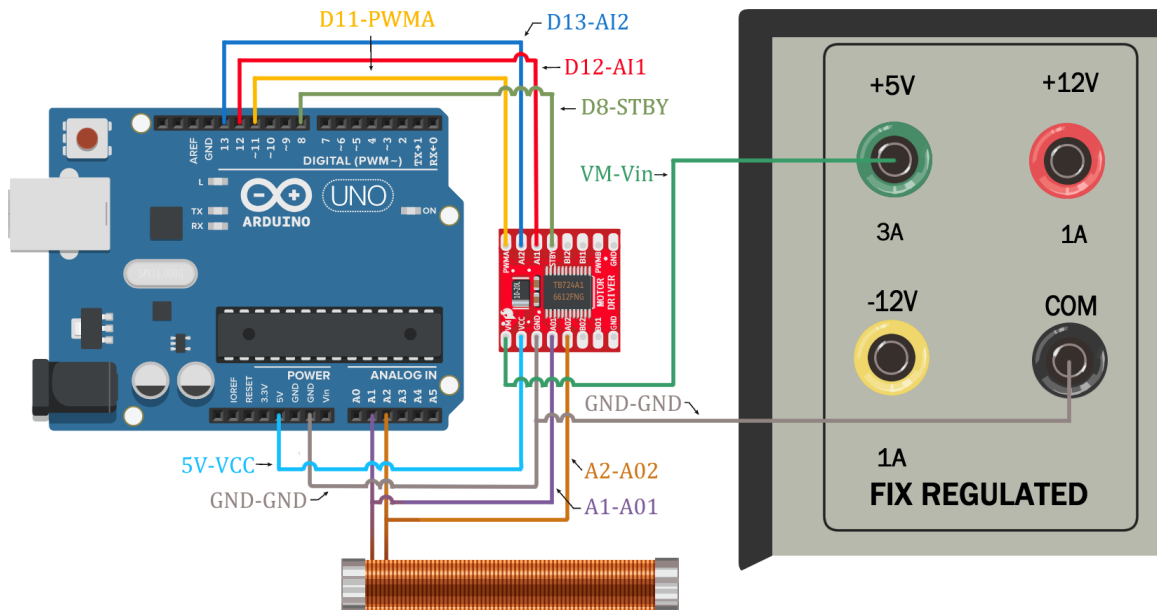 D11-PWMA
D13-AI2
D12-AI1
D8-STBY
VM-Vin
+5V
+12V
3A
1A
-12V
COM
1A
FIX REGULATED
AREF
GND
13
12
~11
~10
~9
8
7
~6
~5
4
~3
2
TX→1
RX←0
DIGITAL (PWM~)
L
TX
RX
ARDUINO
UNO
ON
PWMA
AI2
AI1
STBY
BI2
BI1
PWMB
GND
TB724A1
6612FNG
MOTOR
DRIVER
VM
VCC
GND
AO1
AO2
BO2
BO1
GND
POWER
ANALOG IN
IOREF
RESET
3.3V
5V
GND
GND
Vin
A0
A1
A2
A3
A4
A5
GND-GND
5V-VCC
GND-GND
A2-A02
A1-A01